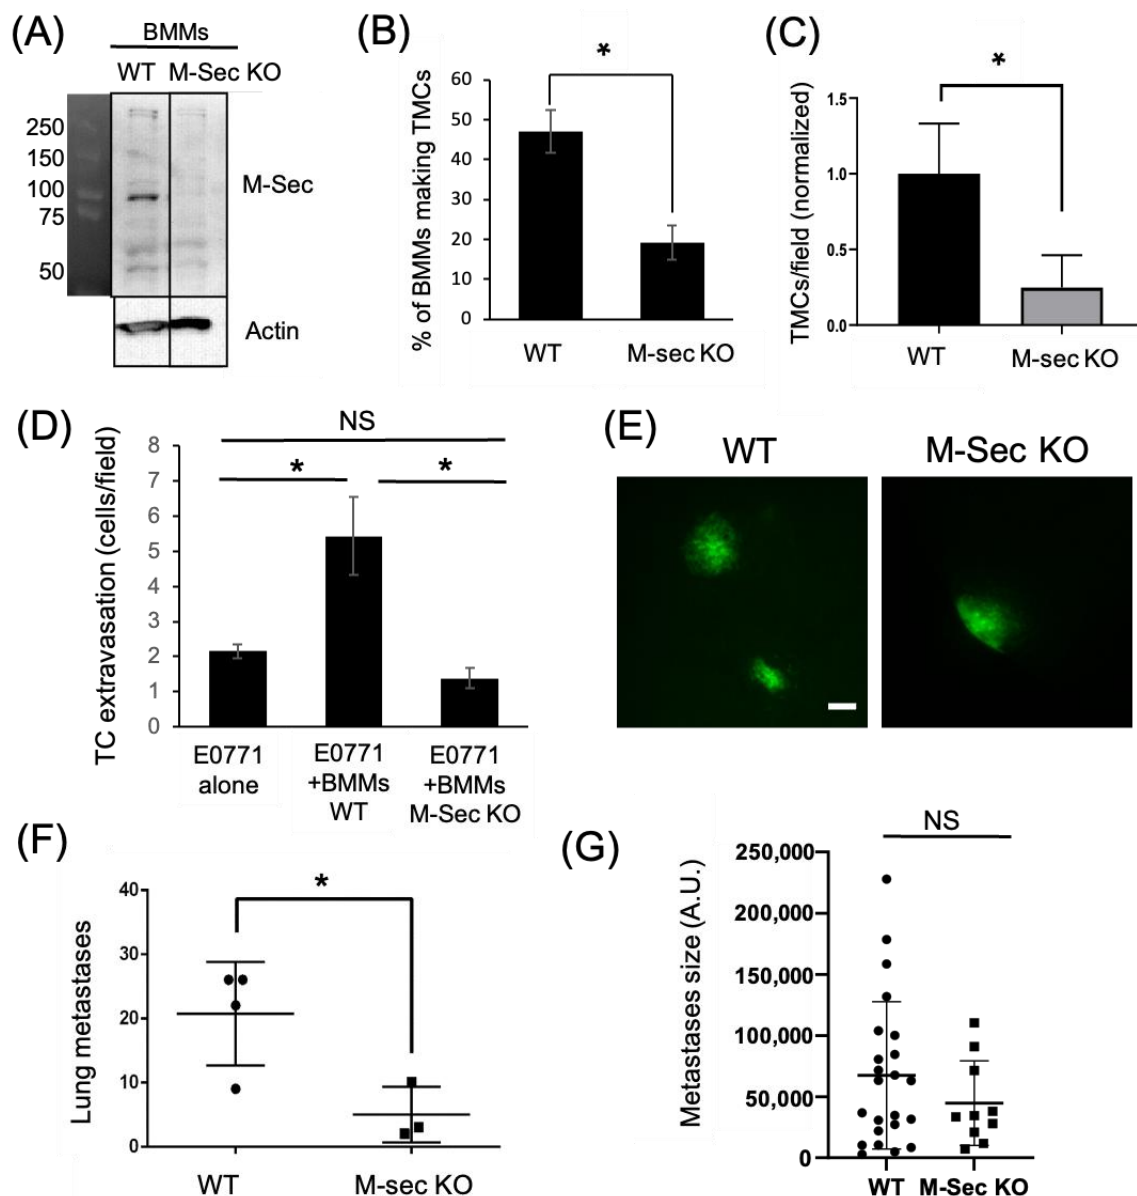 (A)
BMMs
WT M-Sec KO
250
150
100
75
50
M-Sec
Actin
(B)
*
% of BMMs making TMCs
60
50
40
30
20
10
0
WT M-sec KO
(C)
*
TMCs/field (normalized)
1.5
1.0
0.5
0.0
WT M-sec KO
(D)
NS
* *
TC extravasation (cells/field)
8
7
6
5
4
3
2
1
0
E0771
alone
E0771
+BMMs
WT
E0771
+BMMs
M-Sec KO
(E)
WT M-Sec KO
(F)
*
Lung metastases
40
30
20
10
0
WT M-sec KO
(G)
NS
Metastases size (A.U.)
250,000
200,000
150,000
100,000
50,000
0
WT M-Sec KO